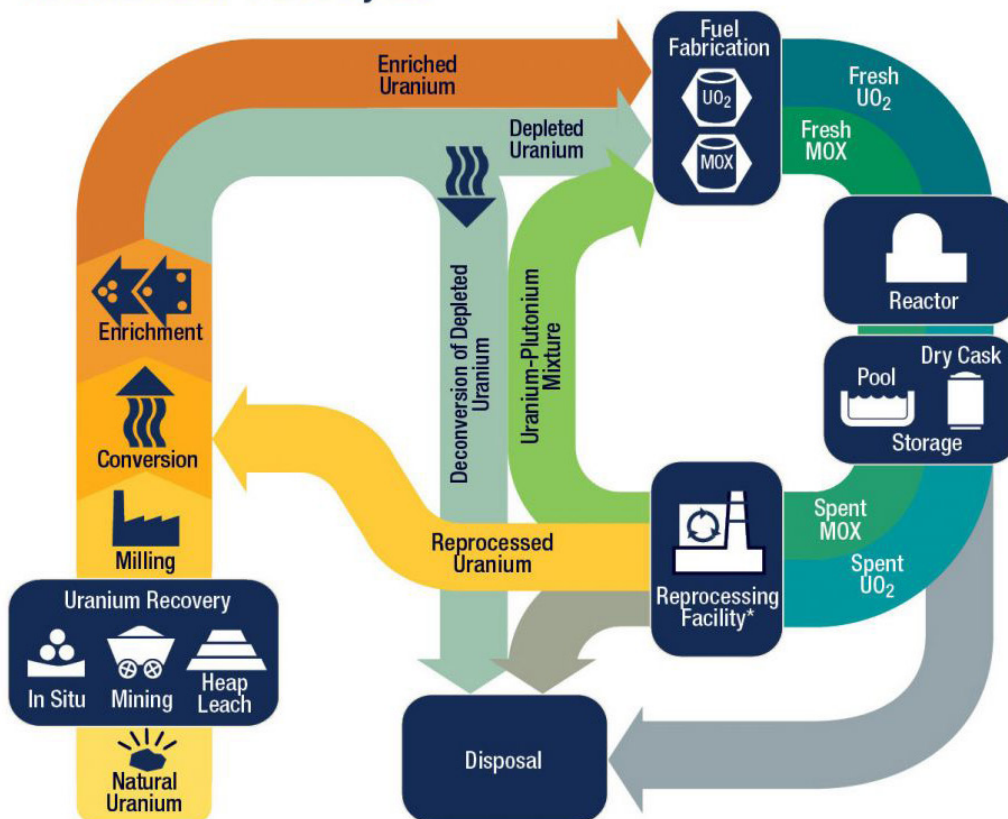 Fuel
Fabrication
UO₂
MOX
Enriched
Uranium
Depleted
Uranium
Fresh
UO₂
Fresh
MOX
Reactor
Dry Cask
Pool
Storage
Enrichment
Conversion
Milling
Deconversion of Depleted
Uranium
Uranium-Plutonium
Mixture
Reprocessed
Uranium
Reprocessing
Facility*
Spent
MOX
Spent
UO₂
Uranium Recovery
In Situ
Mining
Heap
Leach
Natural
Uranium
Disposal